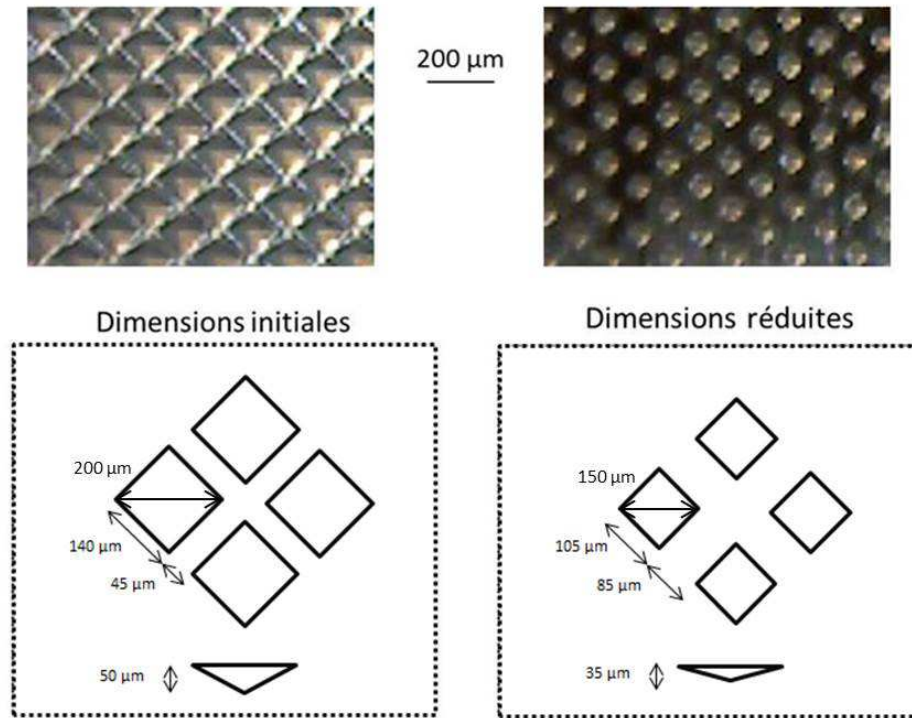 200 µm
Dimensions initiales
Dimensions réduites
200 µm
140 µm
45 µm
50 µm
150 µm
105 µm
85 µm
35 µm